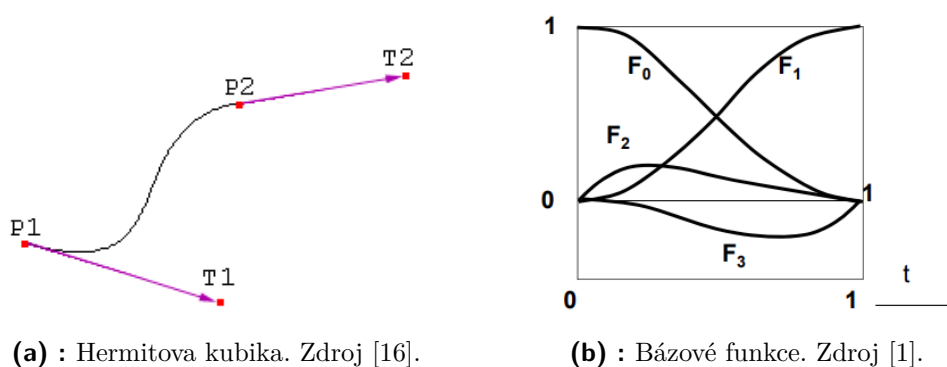 P2
T2
P1
T1
1
F0
F1
F2
0
1
F3
t
0
1
(a) : Hermitova kubika. Zdroj [16].
(b) : Bázové funkce. Zdroj [1].